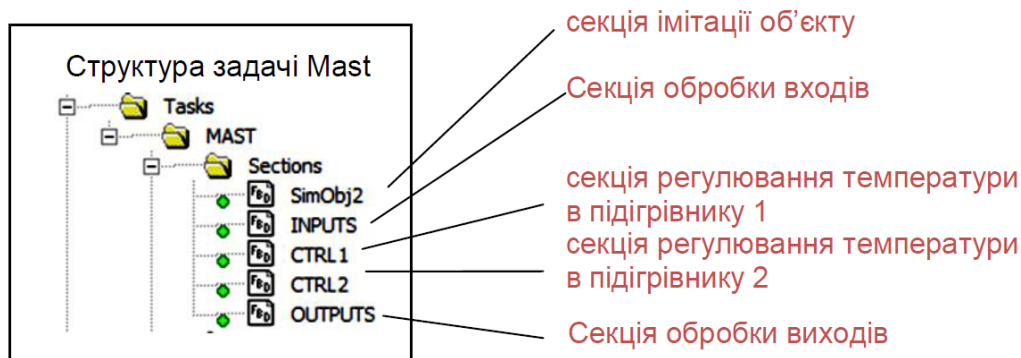 Структура задачі Mast
Tasks
MAST
Sections
SimObj2
INPUTS
CTRL1
CTRL2
OUTPUTS
секція імітації об’єкту
Секція обробки входів
секція регулювання температури
в підігрівнику 1
секція регулювання температури
в підігрівнику 2
Секція обробки виходів